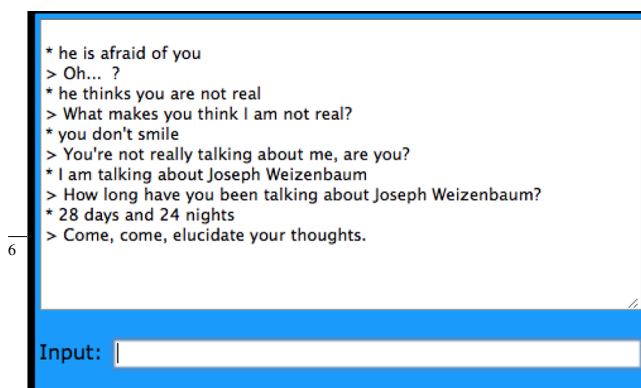 * he is afraid of you
> Oh... ?
* he thinks you are not real
> What makes you think I am not real?
* you don't smile
> You're not really talking about me, are you?
* I am talking about Joseph Weizenbaum
> How long have you been talking about Joseph Weizenbaum?
* 28 days and 24 nights
> Come, come, elucidate your thoughts.
6
Input: